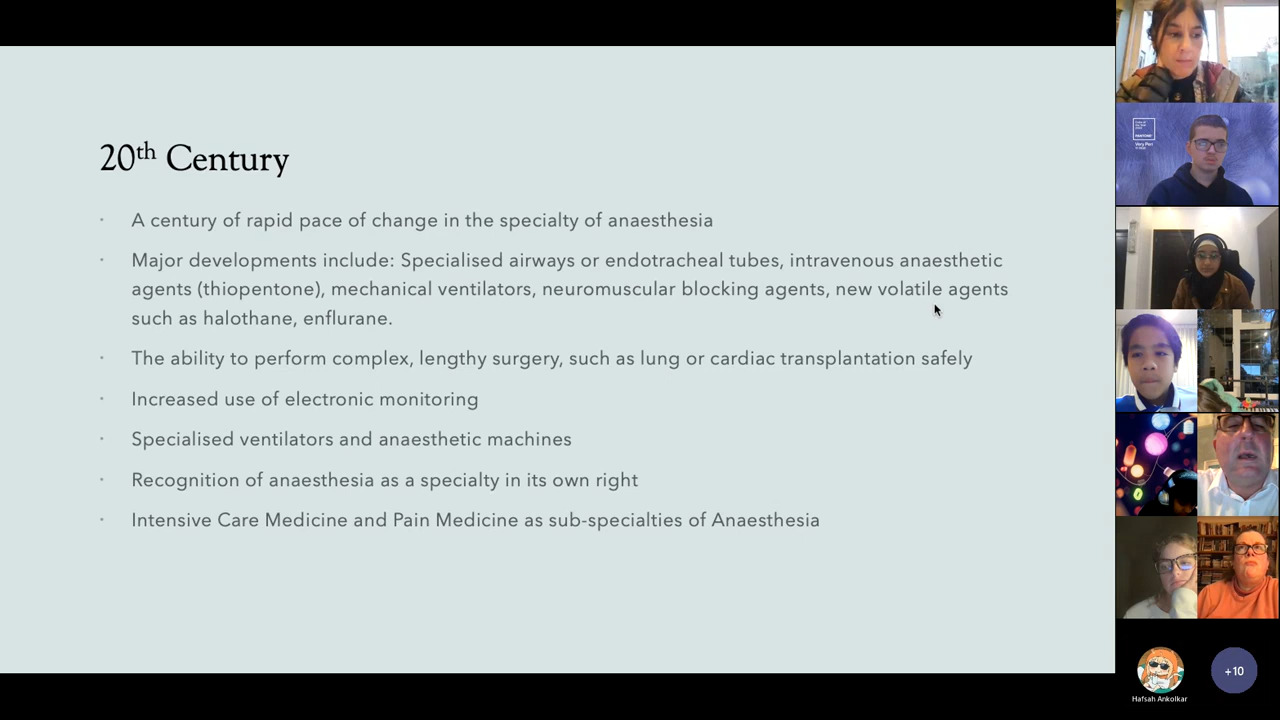 20th Century
A century of rapid pace of change in the specialty of anaesthesia
Major developments include: Specialised airways or endotracheal tubes, intravenous anaesthetic
agents (thiopentone), mechanical ventilators, neuromuscular blocking agents, new volatile agents
such as halothane, enflurane.
The ability to perform complex, lengthy surgery, such as lung or cardiac transplantation safely
Increased use of electronic monitoring
Specialised ventilators and anaesthetic machines
Recognition of anaesthesia as a specialty in its own right
Intensive Care Medicine and Pain Medicine as sub-specialties of Anaesthesia
PANTONE
Very Peri
Hafsah Ankolkar
+10